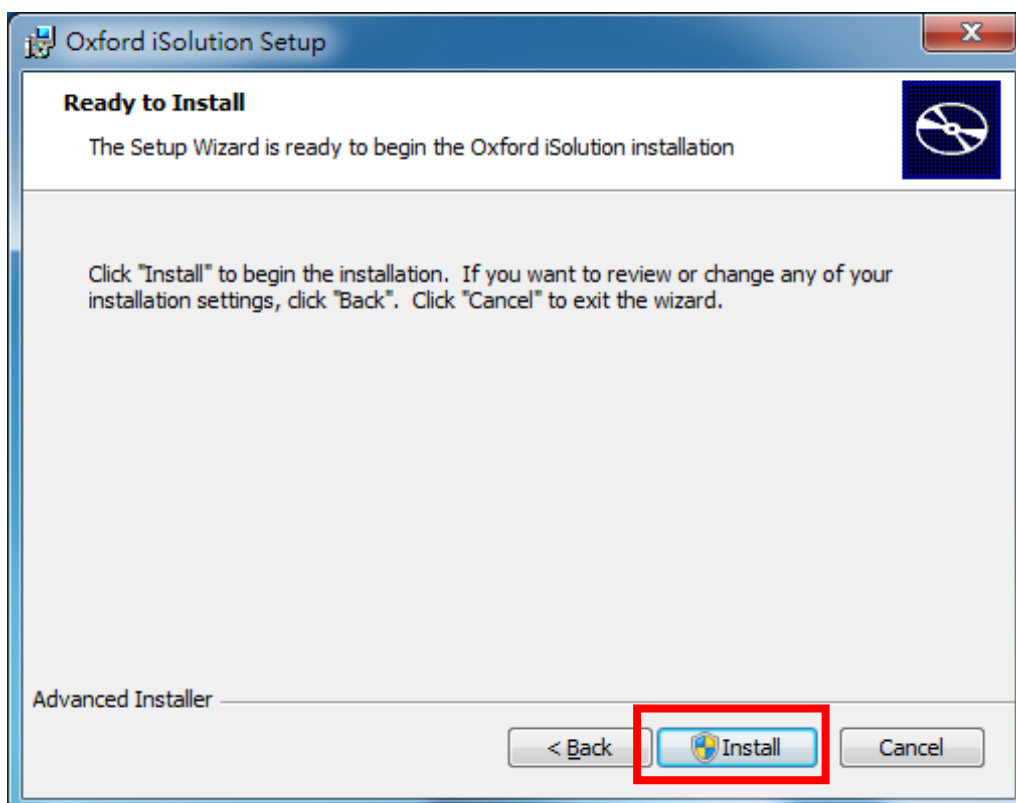 Oxford iSolution Setup
Ready to Install
The Setup Wizard is ready to begin the Oxford iSolution installation
Click "Install" to begin the installation.  If you want to review or change any of your
installation settings, click "Back".  Click "Cancel" to exit the wizard.
Advanced Installer
< Back
Install
Cancel